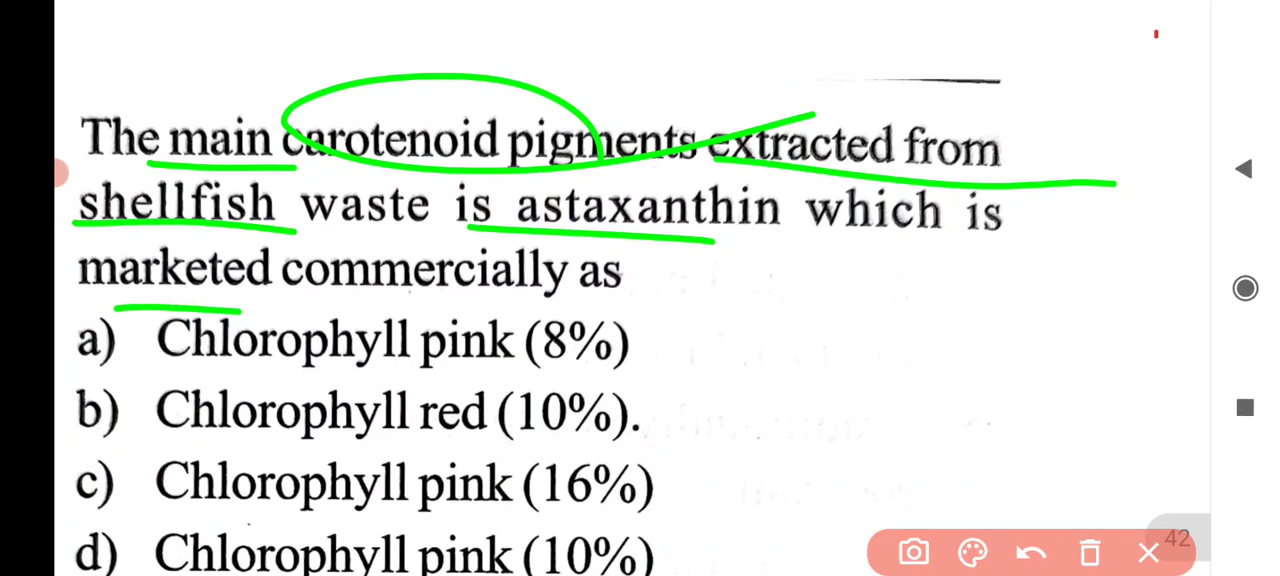 The main carotenoid pigments extracted from
shellfish waste is astaxanthin which is
marketed commercially as
a) Chlorophyll pink (8%)
b) Chlorophyll red (10%).
c) Chlorophyll pink (16%)
d) Chlorophyll pink (10%)
42